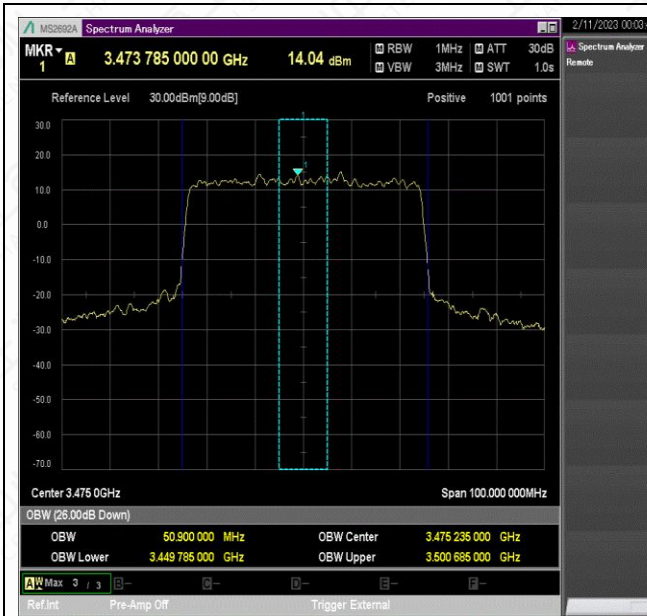 MS2692A Spectrum Analyzer
2/11/2023 00:03:
MKR 1 A 3.473 785 000 00 GHz 14.04 dBm
RBW 1MHz ATT 30dB
VBW 3MHz SWT 1.0s
Spectrum Analyzer
Remote
Reference Level 30.00dBm[9.00dB] Positive 1001 points
1
30.0
20.0
1
10.0
0.0
-10.0
-20.0
-30.0
-40.0
-50.0
-60.0
-70.0
Center 3.475 0GHz Span 100.000 000MHz
OBW (26.00dB Down)
OBW 50.900 000 MHz OBW Center 3.475 235 000 GHz
OBW Lower 3.449 785 000 GHz OBW Upper 3.500 685 000 GHz
A W Max 3 / 3 B- C- D- E- F-
Ref.Int Pre-Amp Off Trigger External